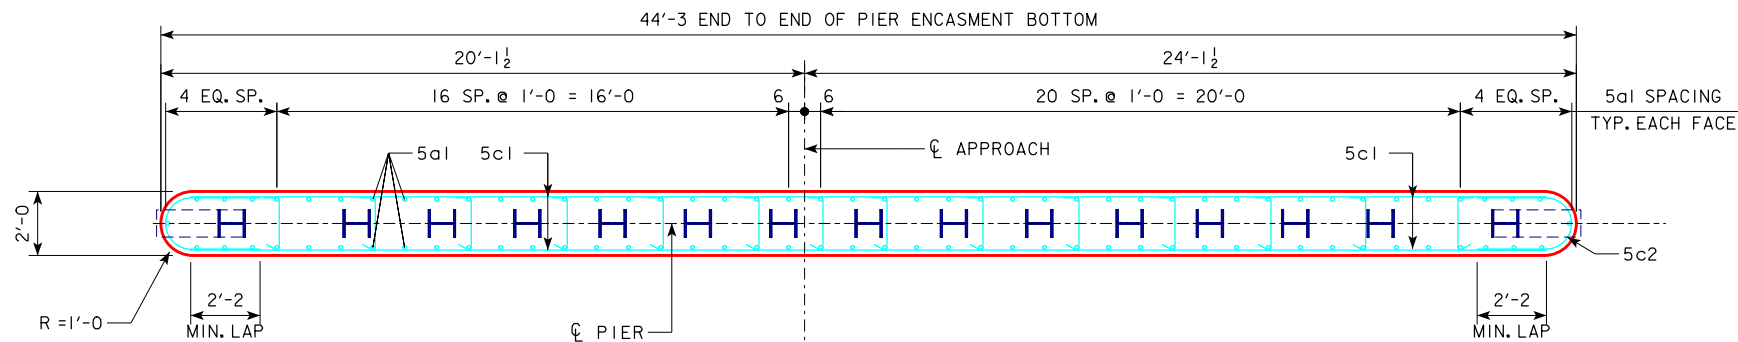 44'-3 END TO END OF PIER ENCASMENT BOTTOM
20'-1½ 24'-1½
4 EQ. SP. 16 SP. @ 1'-0 = 16'-0 6 6 20 SP. @ 1'-0 = 20'-0 4 EQ. SP. 5a1 SPACING
TYP. EACH FACE
5a1 5c1 ℄ APPROACH 5c1
2'-0
5c2
2'-2 2'-2
R =1'-0 MIN. LAP ℄ PIER MIN. LAP